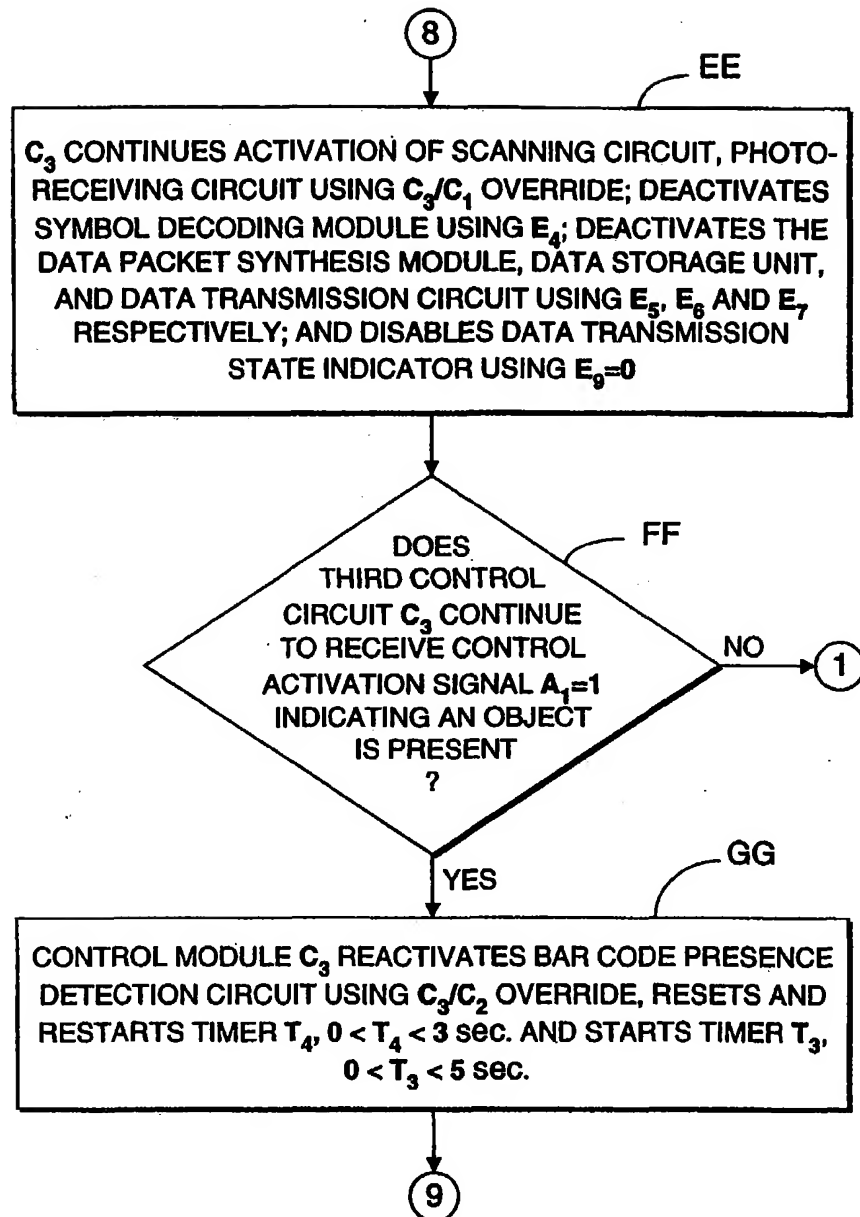 8
EE
C₃ CONTINUES ACTIVATION OF SCANNING CIRCUIT, PHOTO-
RECEIVING CIRCUIT USING C₃/C₁ OVERRIDE; DEACTIVATES
SYMBOL DECODING MODULE USING E₄; DEACTIVATES THE
DATA PACKET SYNTHESIS MODULE, DATA STORAGE UNIT,
AND DATA TRANSMISSION CIRCUIT USING E₅, E₆ AND E₇
RESPECTIVELY; AND DISABLES DATA TRANSMISSION
STATE INDICATOR USING E₉=0
FF
DOES
THIRD CONTROL
CIRCUIT C₃ CONTINUE
TO RECEIVE CONTROL
ACTIVATION SIGNAL A₁=1
INDICATING AN OBJECT
IS PRESENT
?
NO
1
YES
GG
CONTROL MODULE C₃ REACTIVATES BAR CODE PRESENCE
DETECTION CIRCUIT USING C₃/C₂ OVERRIDE, RESETS AND
RESTARTS TIMER T₄, 0 < T₄ < 3 sec. AND STARTS TIMER T₃,
0 < T₃ < 5 sec.
9